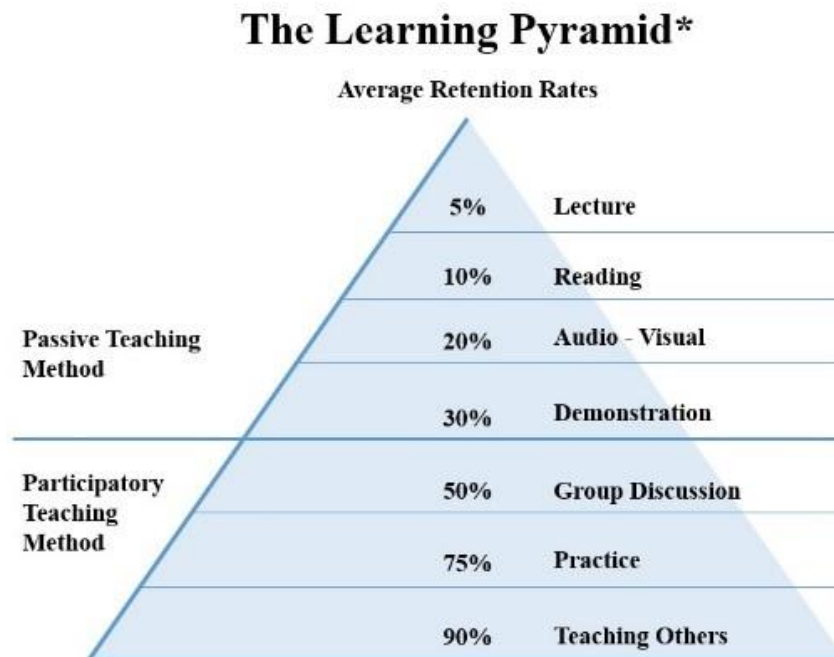 The Learning Pyramid*
Average Retention Rates
5% Lecture
10% Reading
20% Audio - Visual
30% Demonstration
Passive Teaching
Method
50% Group Discussion
75% Practice
90% Teaching Others
Participatory
Teaching
Method